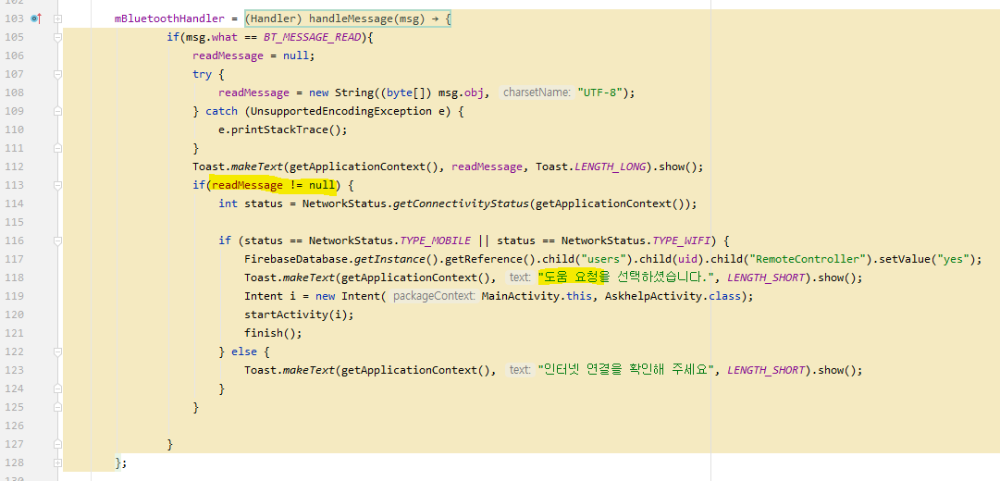 103 mBluetoothHandler = (Handler) handleMessage(msg) → {
105 if(msg.what == BT_MESSAGE_READ){
106 readMessage = null;
107 try {
108 readMessage = new String((byte[]) msg.obj, charsetName: "UTF-8");
109 } catch (UnsupportedEncodingException e) {
110 e.printStackTrace();
111 }
112 Toast.makeText(getApplicationContext(), readMessage, Toast.LENGTH_LONG).show();
113 if(readMessage != null) {
114 int status = NetworkStatus.getConnectivityStatus(getApplicationContext());
115
116 if (status == NetworkStatus.TYPE_MOBILE || status == NetworkStatus.TYPE_WIFI) {
117 FirebaseDatabase.getInstance().getReference().child("users").child(uid).child("RemoteController").setValue("yes");
118 Toast.makeText(getApplicationContext(), text: "도움 요청을 선택하셨습니다.", LENGTH_SHORT).show();
119 Intent i = new Intent( packageContext: MainActivity.this, AskhelpActivity.class);
120 startActivity(i);
121 finish();
122 } else {
123 Toast.makeText(getApplicationContext(), text: "인터넷 연결을 확인해 주세요", LENGTH_SHORT).show();
124 }
125 }
126
127 }
128 };